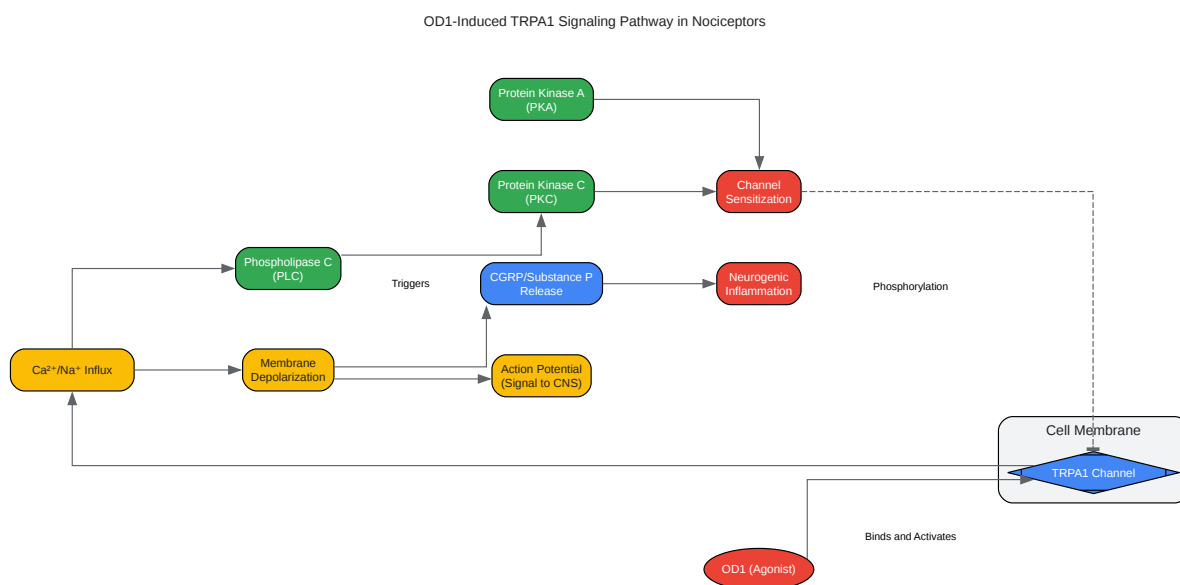 OD1-Induced TRPA1 Signaling Pathway in Nociceptors
Protein Kinase A
(PKA)
Protein Kinase C
(PKC)
Channel
Sensitization
Phospholipase C
(PLC)
Triggers
CGRP/Substance P
Release
Neurogenic
Inflammation
Phosphorylation
Ca²⁺/Na⁺ Influx
Membrane
Depolarization
Action Potential
(Signal to CNS)
Cell Membrane
TRPA1 Channel
Binds and Activates
OD1 (Agonist)